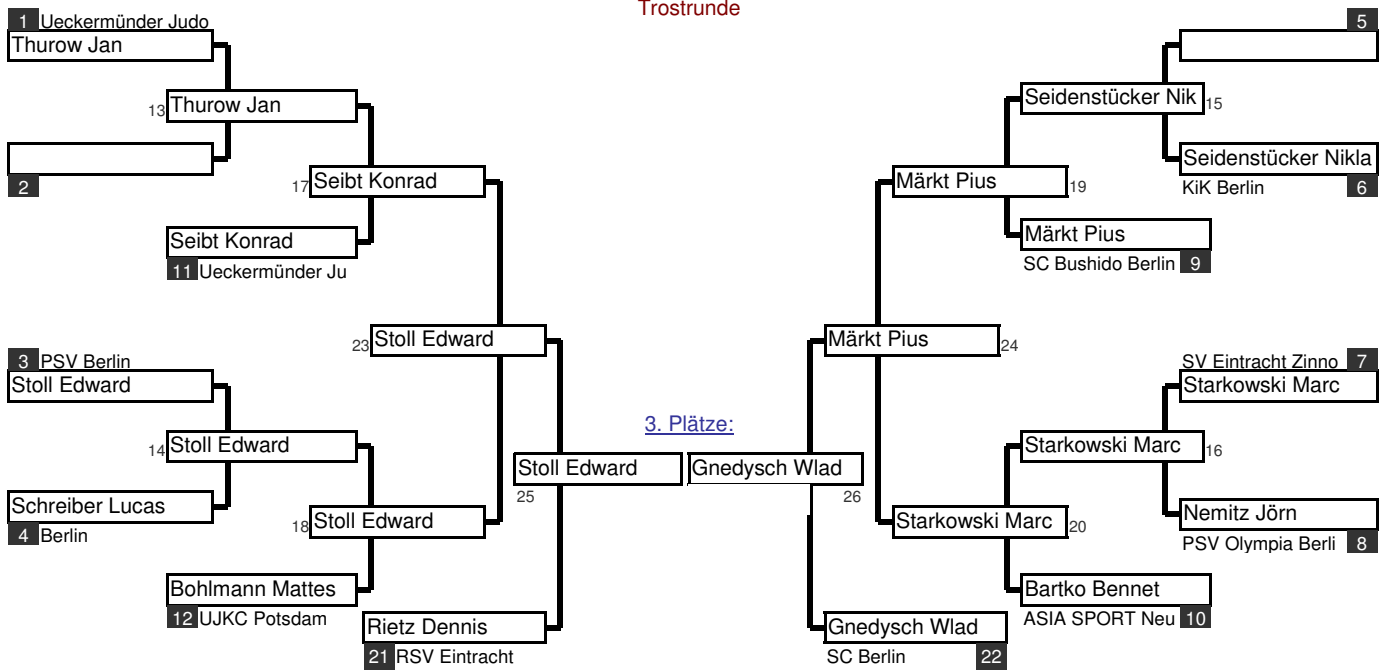 Trostrunde
1 Ueckermünder Judo
Thurow Jan
5
13 Thurow Jan
Seidenstücker Nik 15
2
Seidenstücker Nikla
KiK Berlin 6
17 Seibt Konrad
Märkt Pius 19
Seibt Konrad
11 Ueckermünder Ju
Märkt Pius
SC Bushido Berlin 9
23 Stoll Edward
Märkt Pius 24
3 PSV Berlin
Stoll Edward
SV Eintracht Zinno 7
Starkowski Marc
3. Plätze:
14 Stoll Edward
Starkowski Marc 16
Stoll Edward
25
Gnedysch Wlad
26
Schreiber Lucas
4 Berlin
Nemitz Jörn
PSV Olympia Berli 8
18 Stoll Edward
Starkowski Marc 20
Bohlmann Mattes
12 UJKC Potsdam
Bartko Bennet
ASIA SPORT Neu 10
Rietz Dennis
21 RSV Eintracht
Gnedysch Wlad
SC Berlin 22